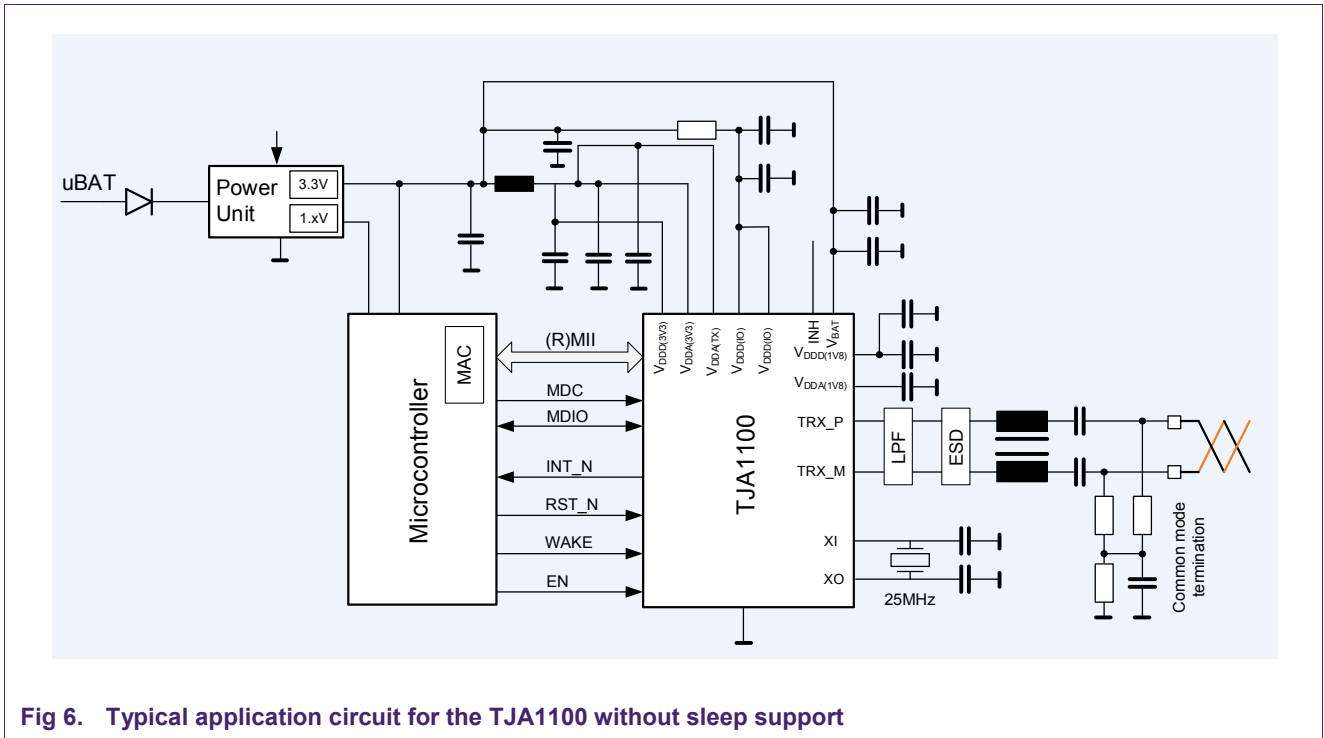 uBAT
Power
Unit
3.3V
1.xV
Microcontroller
MAC
(R)MII
MDC
MDIO
INT_N
RST_N
WAKE
EN
TJA1100
VDDD(3V3)
VDDA(3V3)
VDDA(TX)
VDDD(IO)
VDDD(IO)
INH
VBAT
VDDD(1V8)
VDDA(1V8)
TRX_P
TRX_M
XI
XO
LPF
ESD
25MHz
Common mode
termination
Fig 6. Typical application circuit for the TJA1100 without sleep support